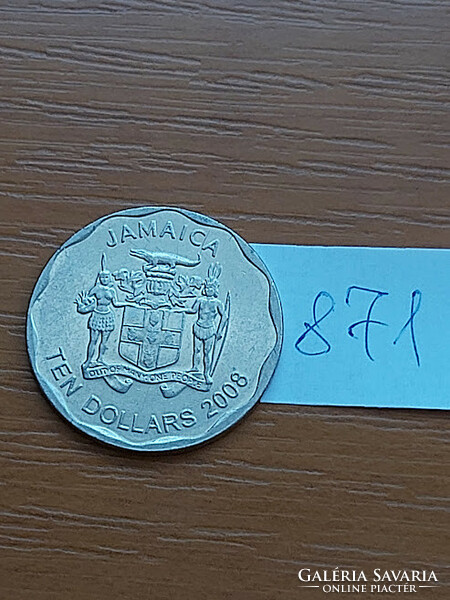 JAMAICA
OUT OF MANY, ONE PEOPLE
TEN DOLLARS 2008
871
GALÉRIA SAVARIA
ONLINE PIACTÉR